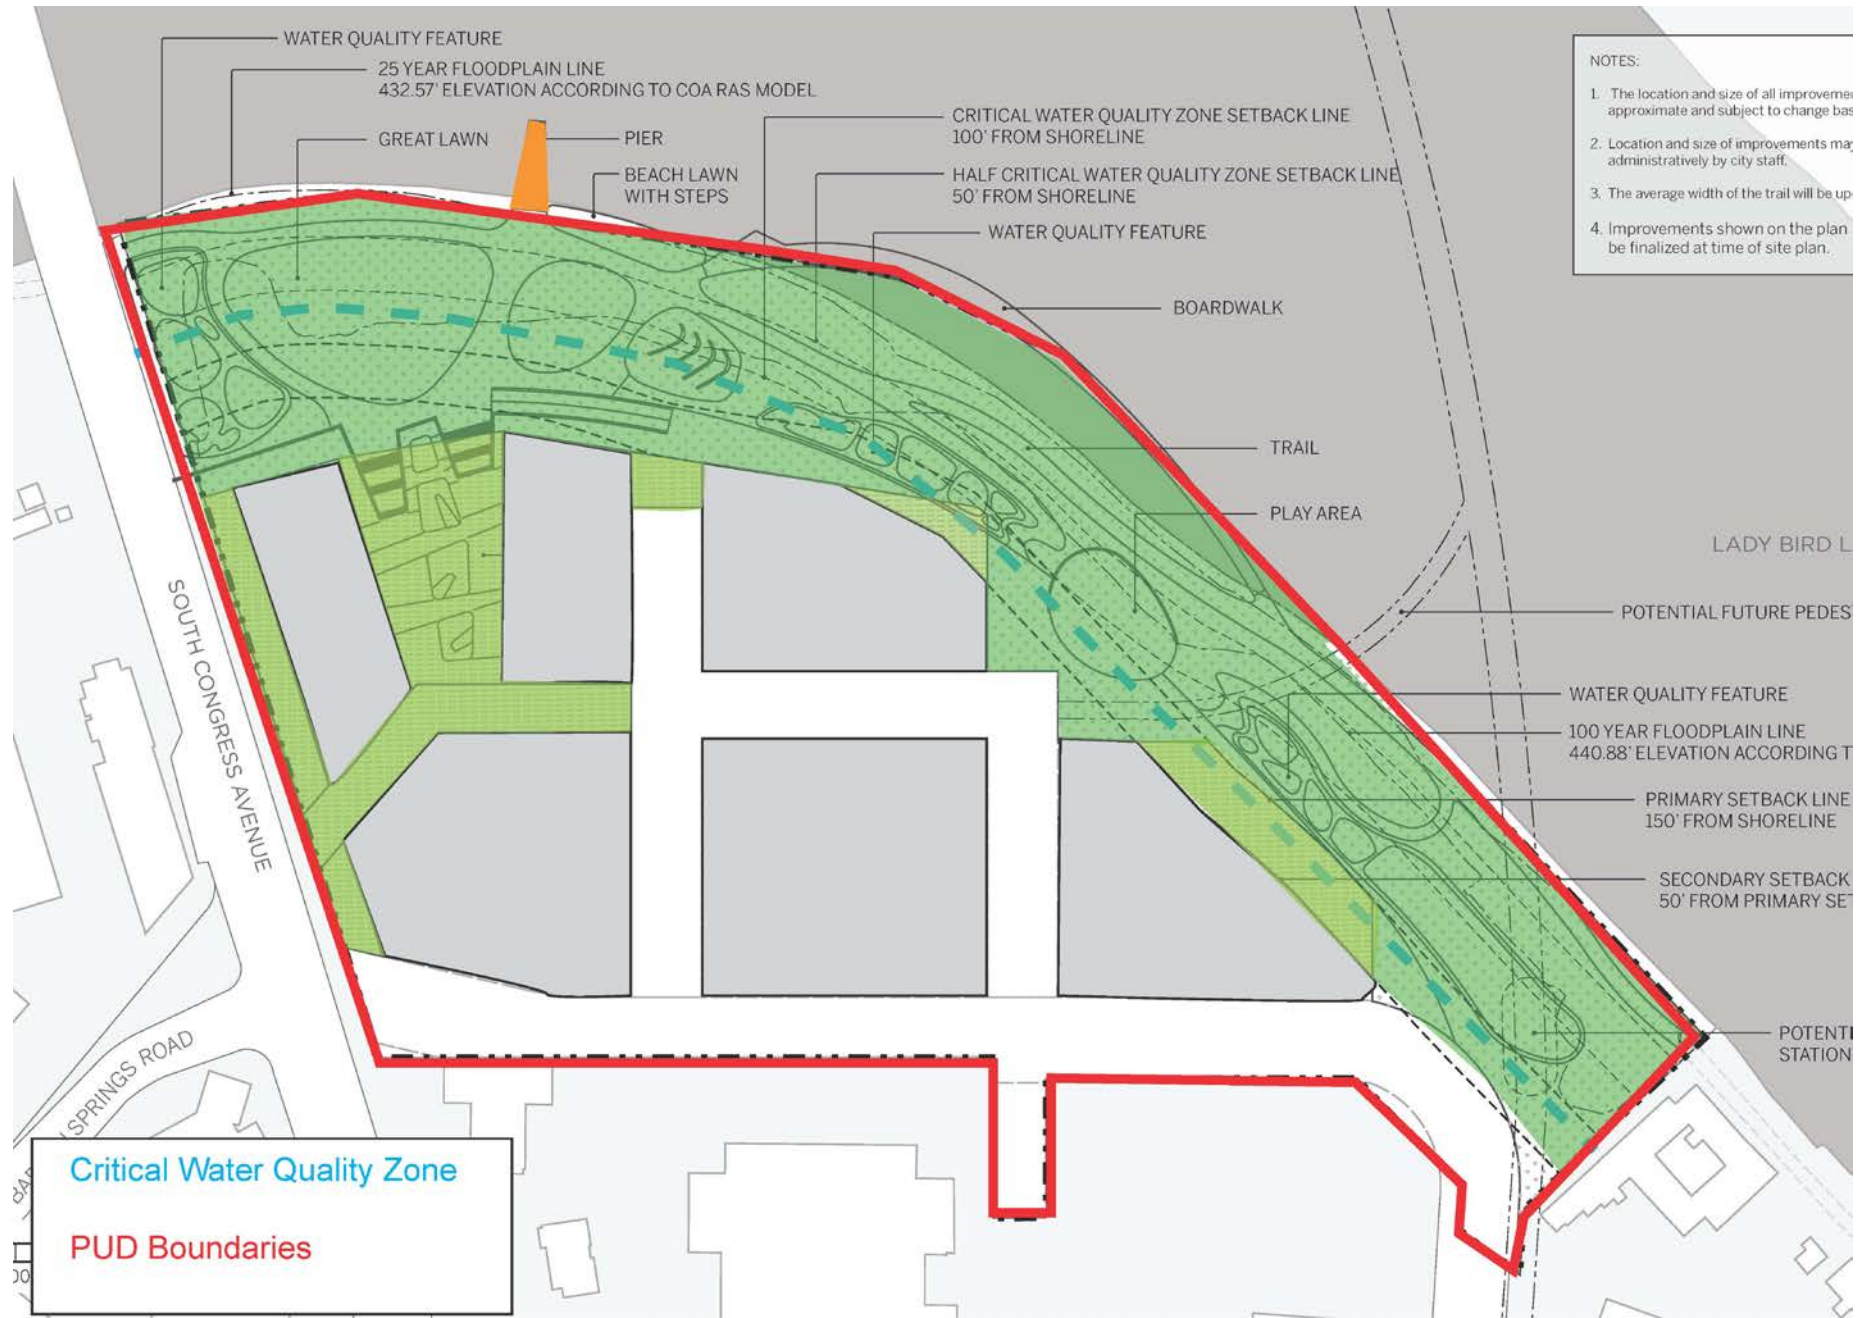 WATER QUALITY FEATURE
25 YEAR FLOODPLAIN LINE
432.57' ELEVATION ACCORDING TO COA RAS MODEL
GREAT LAWN
PIER
BEACH LAWN
WITH STEPS
CRITICAL WATER QUALITY ZONE SETBACK LINE
100' FROM SHORELINE
HALF CRITICAL WATER QUALITY ZONE SETBACK LINE
50' FROM SHORELINE
WATER QUALITY FEATURE
BOARDWALK
NOTES:
1. The location and size of all improveme
approximate and subject to change bas
2. Location and size of improvements may
administratively by city staff.
3. The average width of the trail will be up
4. Improvements shown on the plan
be finalized at time of site plan.
TRAIL
PLAY AREA
LADY BIRD L
POTENTIAL FUTURE PEDES
WATER QUALITY FEATURE
100 YEAR FLOODPLAIN LINE
440.88' ELEVATION ACCORDING T
PRIMARY SETBACK LINE
150' FROM SHORELINE
SECONDARY SETBACK
50' FROM PRIMARY SET
POTENTI
STATION
SOUTH CONGRESS AVENUE
SPRINGS ROAD
Critical Water Quality Zone
PUD Boundaries